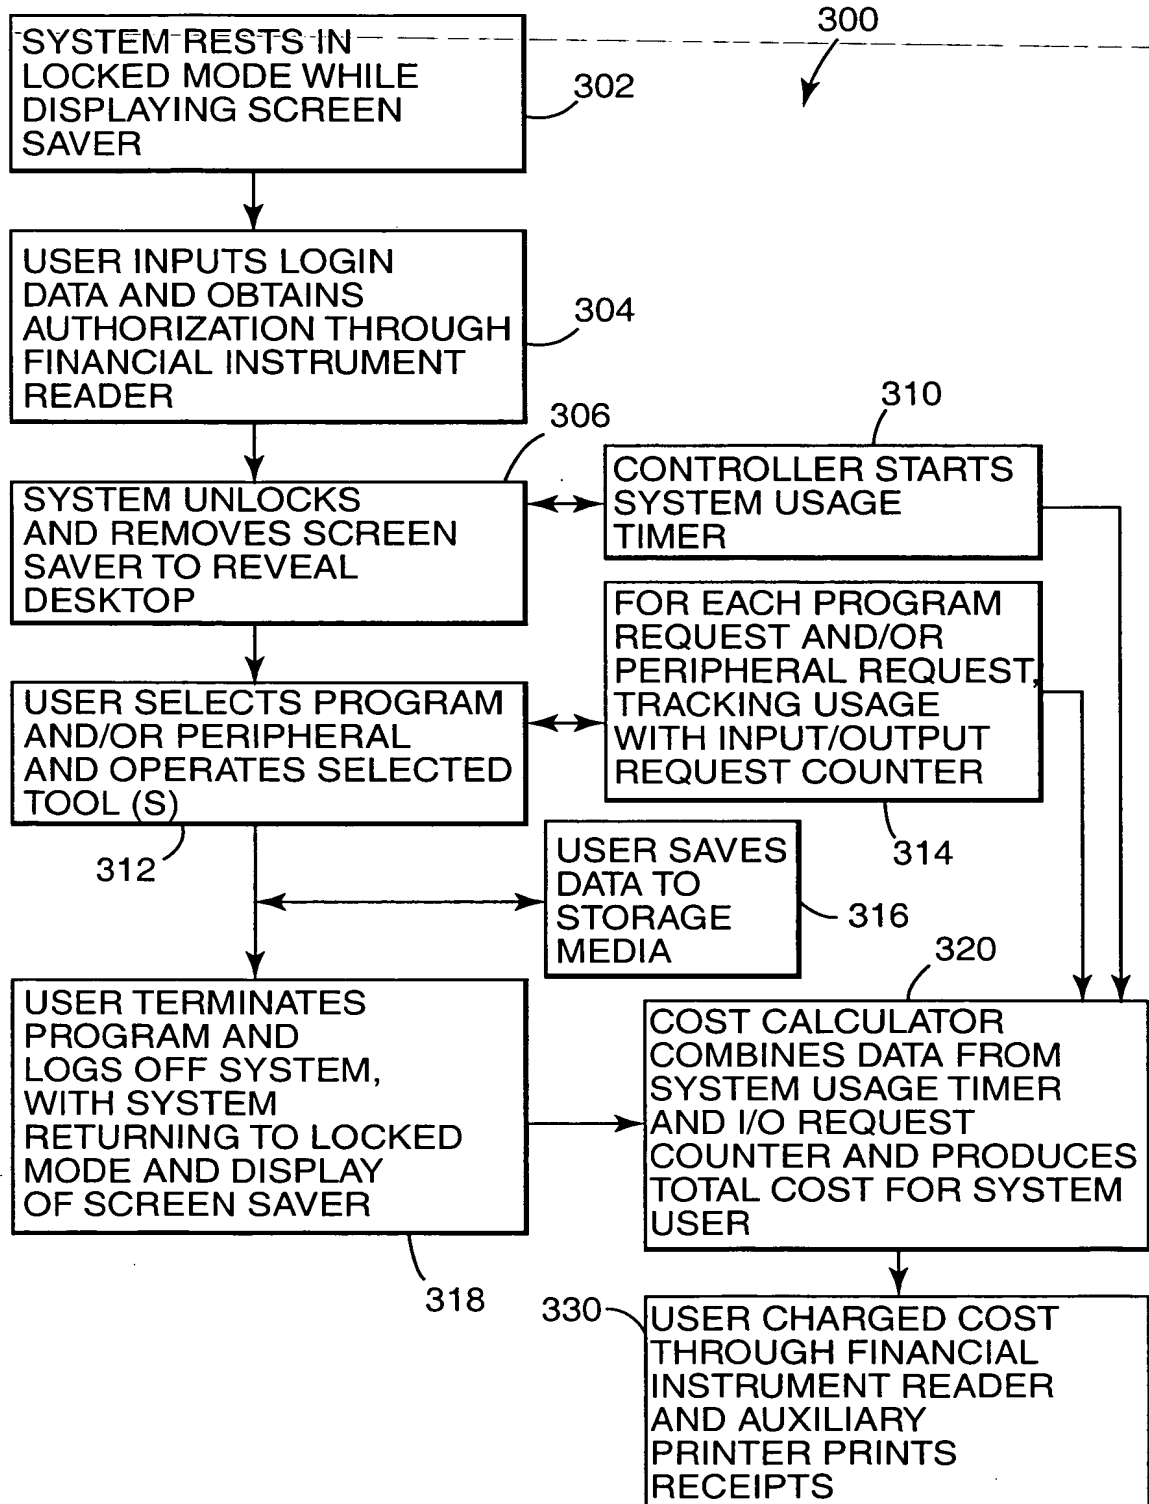 300
SYSTEM RESTS IN
LOCKED MODE WHILE
DISPLAYING SCREEN
SAVER
302
USER INPUTS LOGIN
DATA AND OBTAINS
AUTHORIZATION THROUGH
FINANCIAL INSTRUMENT
READER
304
306
SYSTEM UNLOCKS
AND REMOVES SCREEN
SAVER TO REVEAL
DESKTOP
310
CONTROLLER STARTS
SYSTEM USAGE
TIMER
USER SELECTS PROGRAM
AND/OR PERIPHERAL
AND OPERATES SELECTED
TOOL (S)
312
FOR EACH PROGRAM
REQUEST AND/OR
PERIPHERAL REQUEST,
TRACKING USAGE
WITH INPUT/OUTPUT
REQUEST COUNTER
314
USER SAVES
DATA TO
STORAGE
MEDIA
316
USER TERMINATES
PROGRAM AND
LOGS OFF SYSTEM,
WITH SYSTEM
RETURNING TO LOCKED
MODE AND DISPLAY
OF SCREEN SAVER
318
320
COST CALCULATOR
COMBINES DATA FROM
SYSTEM USAGE TIMER
AND I/O REQUEST
COUNTER AND PRODUCES
TOTAL COST FOR SYSTEM
USER
330
USER CHARGED COST
THROUGH FINANCIAL
INSTRUMENT READER
AND AUXILIARY
PRINTER PRINTS
RECEIPTS